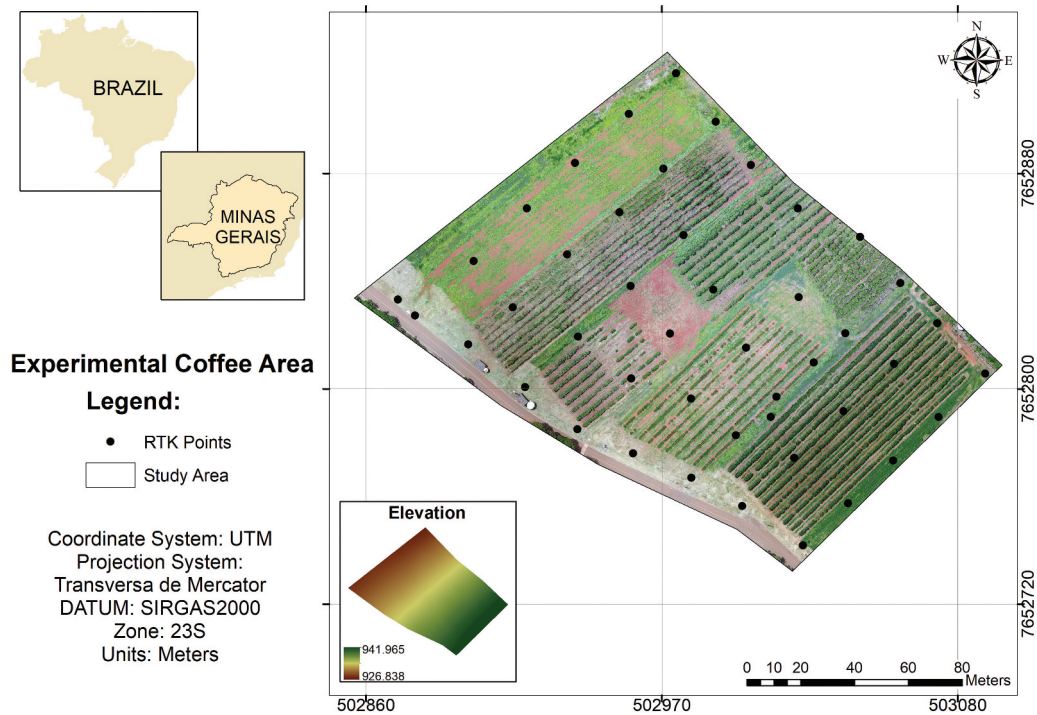 BRAZIL
MINAS
GERAIS
Experimental Coffee Area
Legend:
RTK Points
Study Area
Coordinate System: UTM
Projection System:
Transversa de Mercator
DATUM: SIRGAS2000
Zone: 23S
Units: Meters
N
W
E
S
7652880
7652800
7652720
Elevation
941.965
926.838
0 10 20 40 60 80
Meters
502860
502970
503080